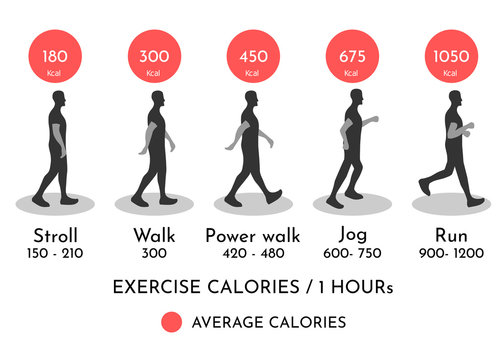 180 Kcal
300 Kcal
450 Kcal
675 Kcal
1050 Kcal
Stroll
150 - 210
Walk
300
Power walk
420 - 480
Jog
600- 750
Run
900- 1200
EXERCISE CALORIES / 1 HOURs
AVERAGE CALORIES